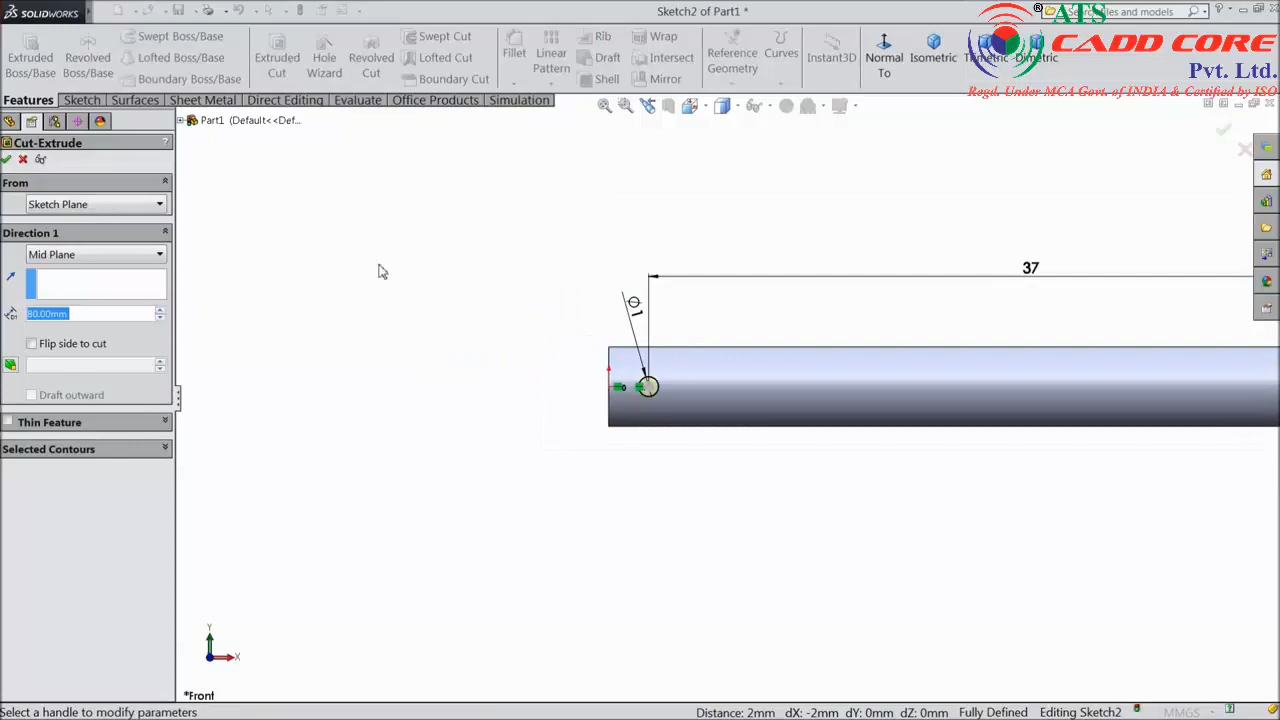 SOLIDWORKS
Sketch2 of Part1 *
files and models
ATS
CADD CORE
Pvt. Ltd.
Regd. Under MCA Govt. of INDIA & Certified by ISO
Extruded Boss/Base
Revolved Boss/Base
Swept Boss/Base
Lofted Boss/Base
Boundary Boss/Base
Extruded Cut
Hole Wizard
Revolved Cut
Swept Cut
Lofted Cut
Boundary Cut
Fillet
Linear Pattern
Rib
Draft
Shell
Wrap
Intersect
Mirror
Reference Geometry
Curves
Instant3D
Normal To
Isometric
Trimetric
Dimetric
Features
Sketch
Surfaces
Sheet Metal
Direct Editing
Evaluate
Office Products
Simulation
Part1 (Default<<Def...
Cut-Extrude
From
Sketch Plane
Direction 1
Mid Plane
80.00mm
Flip side to cut
Draft outward
Thin Feature
Selected Contours
37
Ø1
Y
X
*Front
Select a handle to modify parameters
Distance: 2mm dX: -2mm dY: 0mm dZ: 0mm Fully Defined Editing Sketch2 MMGS